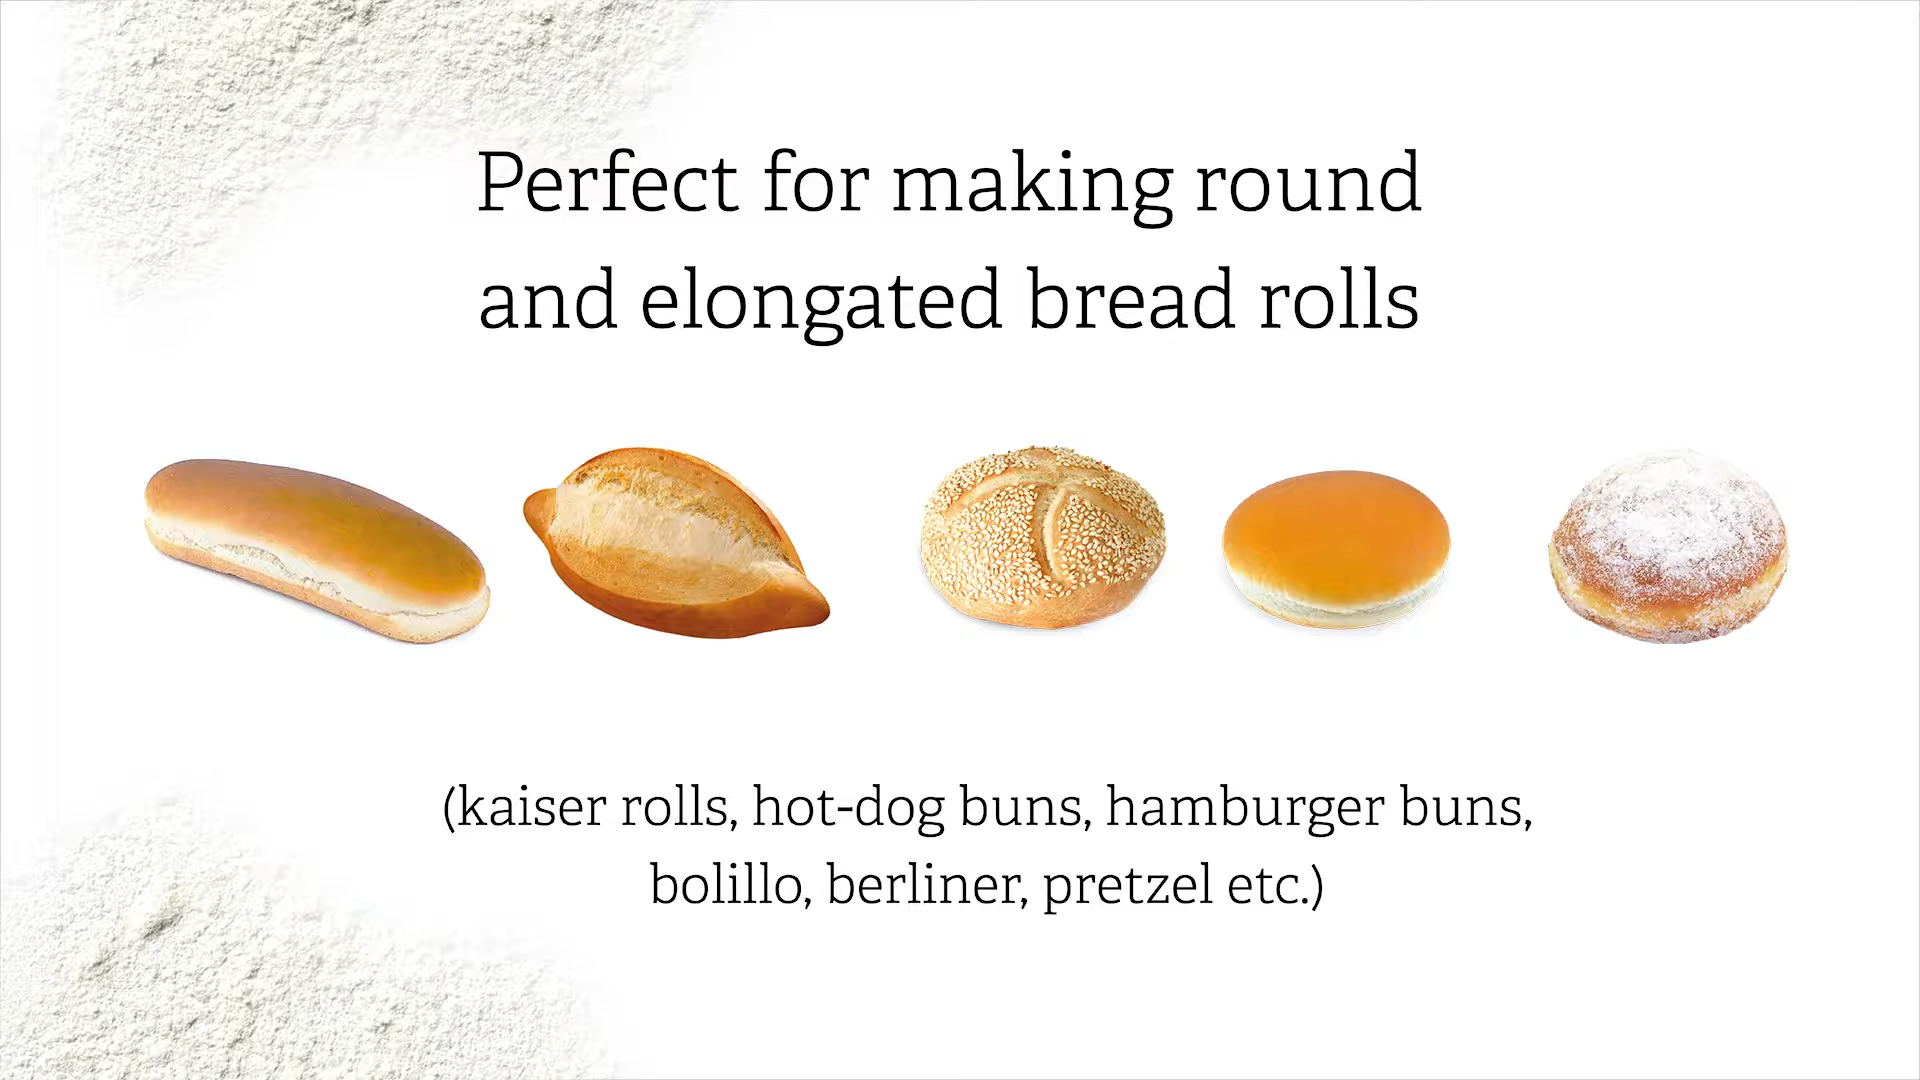 Perfect for making round
and elongated bread rolls
(kaiser rolls, hot-dog buns, hamburger buns,
bolillo, berliner, pretzel etc.)